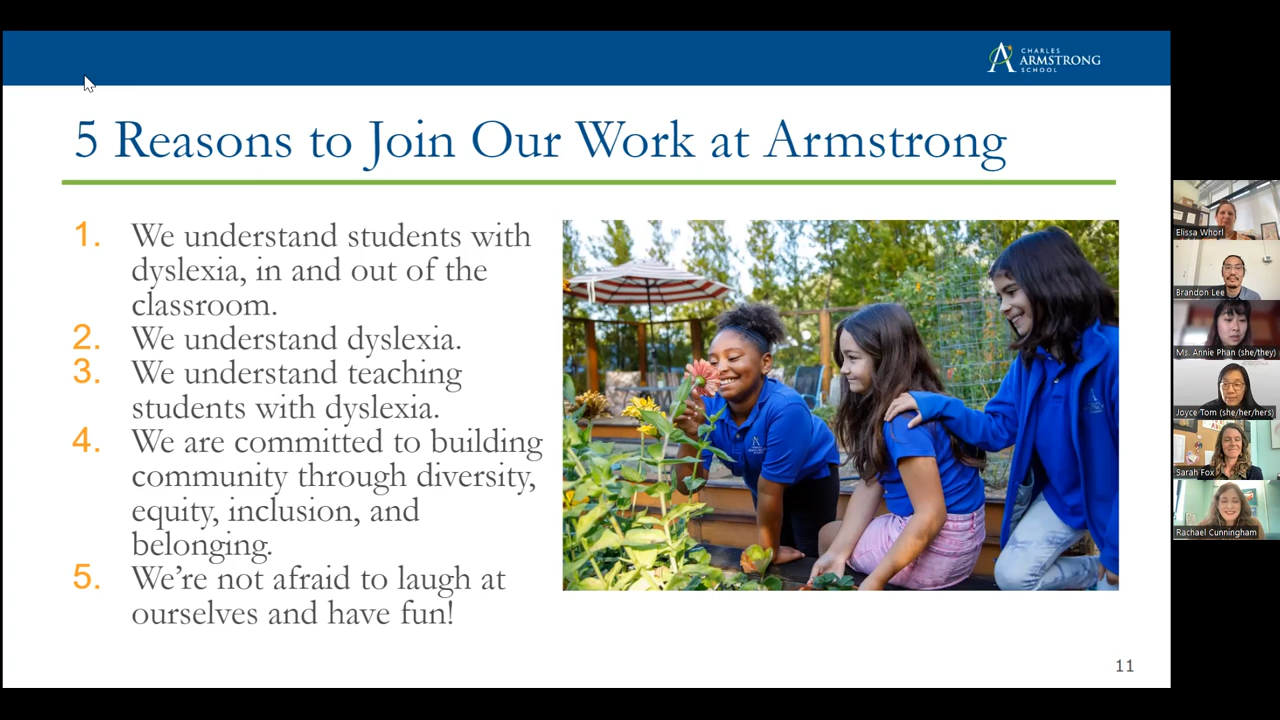 CHARLES
ARMSTRONG
SCHOOL
5 Reasons to Join Our Work at Armstrong
1. We understand students with
dyslexia, in and out of the
classroom.
2. We understand dyslexia.
3. We understand teaching
students with dyslexia.
4. We are committed to building
community through diversity,
equity, inclusion, and
belonging.
5. We’re not afraid to laugh at
ourselves and have fun!
11
Elissa Whorl
Brandon Lee
Ms. Annie Phan (she/they)
Joyce Tom (she/her/hers)
Sarah Fox
Rachael Cunningham